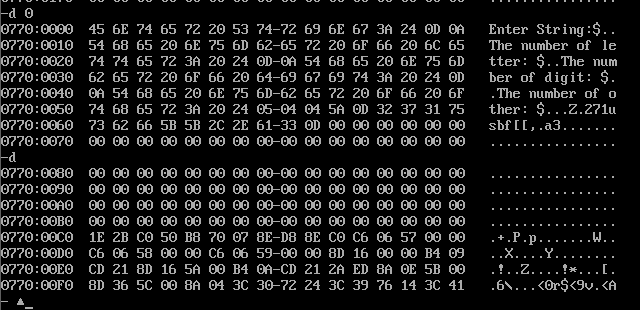 -d 0
0770:0000 45 6E 74 65 72 20 53 74-72 69 6E 67 3A 24 0D 0A Enter String:$..
0770:0010 54 68 65 20 6E 75 6D 62-65 72 20 6F 66 20 6C 65 The number of le
0770:0020 74 74 65 72 3A 20 24 0D-0A 54 68 65 20 6E 75 6D tter: $..The num
0770:0030 62 65 72 20 6F 66 20 64-69 67 69 74 3A 20 24 0D ber of digit: $.
0770:0040 0A 54 68 65 20 6E 75 6D-62 65 72 20 6F 66 20 6F .The number of o
0770:0050 74 68 65 72 3A 20 24 05-04 04 5A 0D 32 37 31 75 ther: $...Z.271u
0770:0060 73 62 66 5B 5B 2C 2E 61-33 0D 00 00 00 00 00 00 sbf[[,.a3.......
0770:0070 00 00 00 00 00 00 00 00-00 00 00 00 00 00 00 00 ................
-d
0770:0080 00 00 00 00 00 00 00 00-00 00 00 00 00 00 00 00 ................
0770:0090 00 00 00 00 00 00 00 00-00 00 00 00 00 00 00 00 ................
0770:00A0 00 00 00 00 00 00 00 00-00 00 00 00 00 00 00 00 ................
0770:00B0 00 00 00 00 00 00 00 00-00 00 00 00 00 00 00 00 ................
0770:00C0 1E 2B C0 50 B8 70 07 8E-D8 8E C0 C6 06 57 00 00 .+.P.p.......W..
0770:00D0 C6 06 58 00 00 C6 06 59-00 00 8D 16 00 00 B4 09 ..X....Y........
0770:00E0 CD 21 8D 16 5A 00 B4 0A-CD 21 2A ED 8A 0E 5B 00 .!..Z....!*...[.
0770:00F0 8D 36 5C 00 8A 04 3C 30-72 24 3C 39 76 14 3C 41 .6\...<0r$<9v.<A
- ▲_